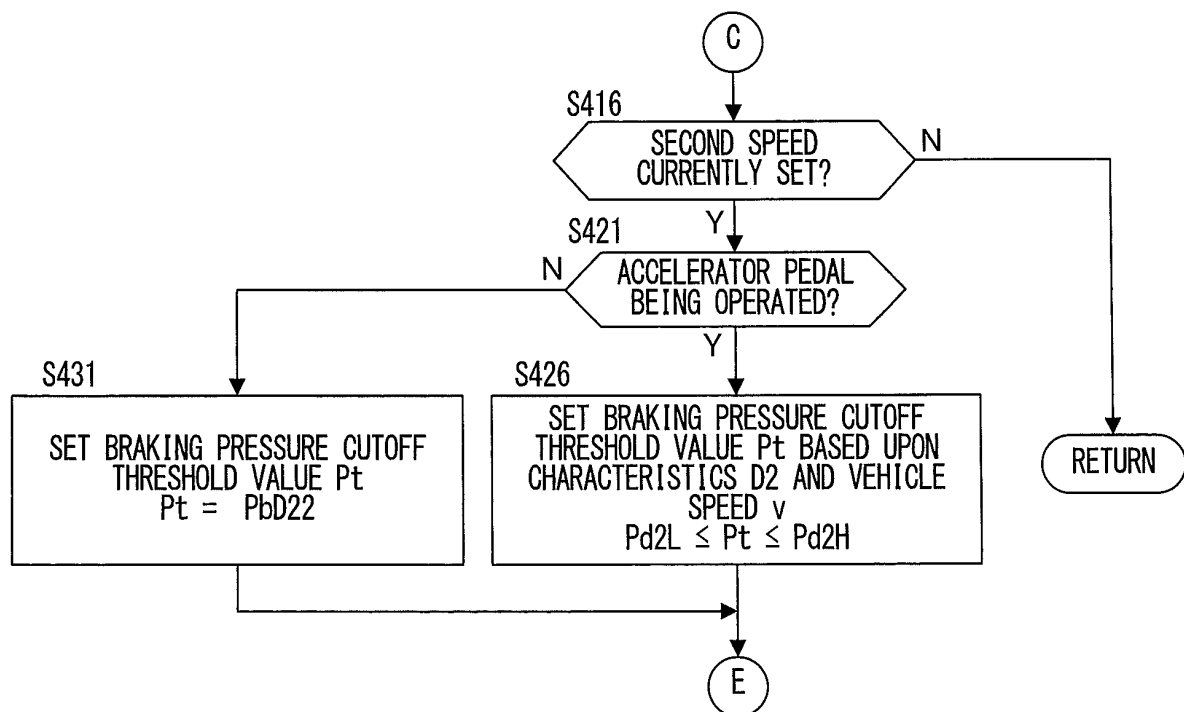 C
S416
SECOND SPEED
CURRENTLY SET?
N
Y
S421
N
ACCELERATOR PEDAL
BEING OPERATED?
Y
S431
SET BRAKING PRESSURE CUTOFF
THRESHOLD VALUE Pt
Pt = PbD22
S426
SET BRAKING PRESSURE CUTOFF
THRESHOLD VALUE Pt BASED UPON
CHARACTERISTICS D2 AND VEHICLE
SPEED v
Pd2L ≤ Pt ≤ Pd2H
RETURN
E